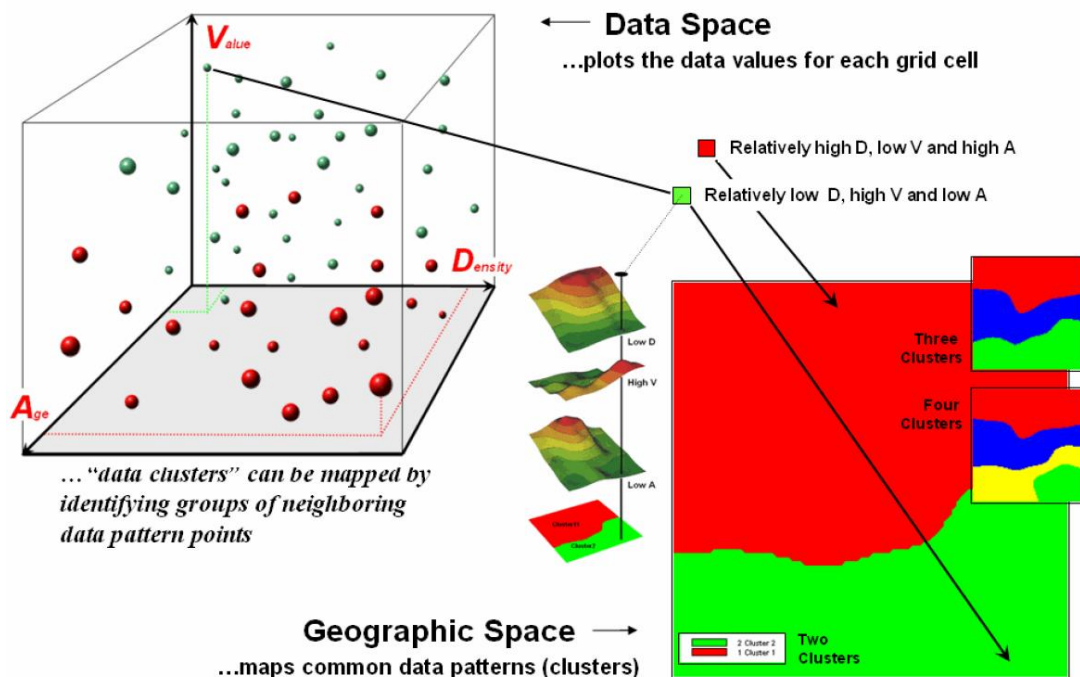 Data Space
…plots the data values for each grid cell
Value
Relatively high D, low V and high A
Relatively low D, high V and low A
Density
Age
Low D
High V
Low A
Cluster1
Cluster2
Three
Clusters
Four
Clusters
… “data clusters” can be mapped by
identifying groups of neighboring
data pattern points
Geographic Space
…maps common data patterns (clusters)
2 Cluster 2
1 Cluster 1
Two
Clusters